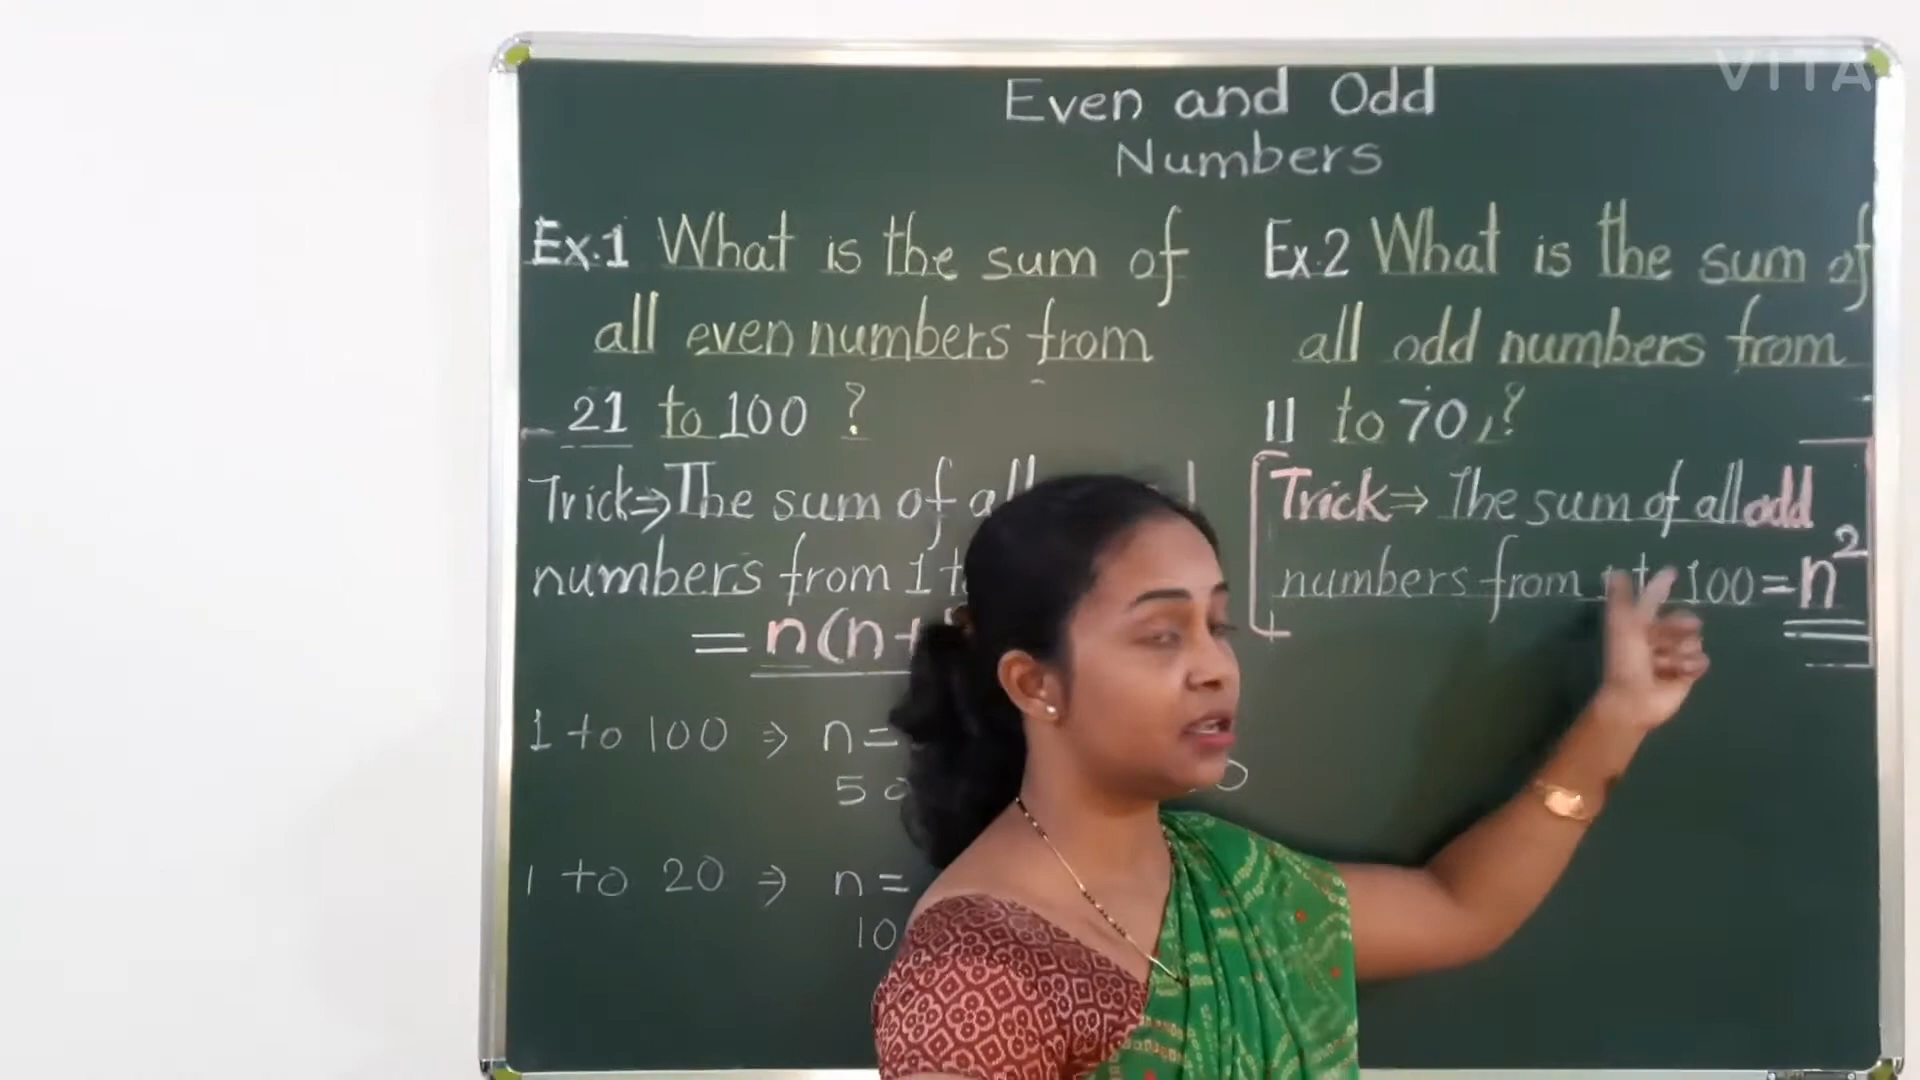 VITA
Even and Odd
Numbers
Ex.1 What is the sum of
all even numbers from
21 to 100 ?
Trick⇒The sum of all
numbers from 1
= n(n+
1 to 100 ⇒ n=
50
1 to 20 ⇒ n=
10
Ex.2 What is the sum of
all odd numbers from
11 to 70,?
Trick⇒ The sum of all odd
numbers from 1 to 100=n²